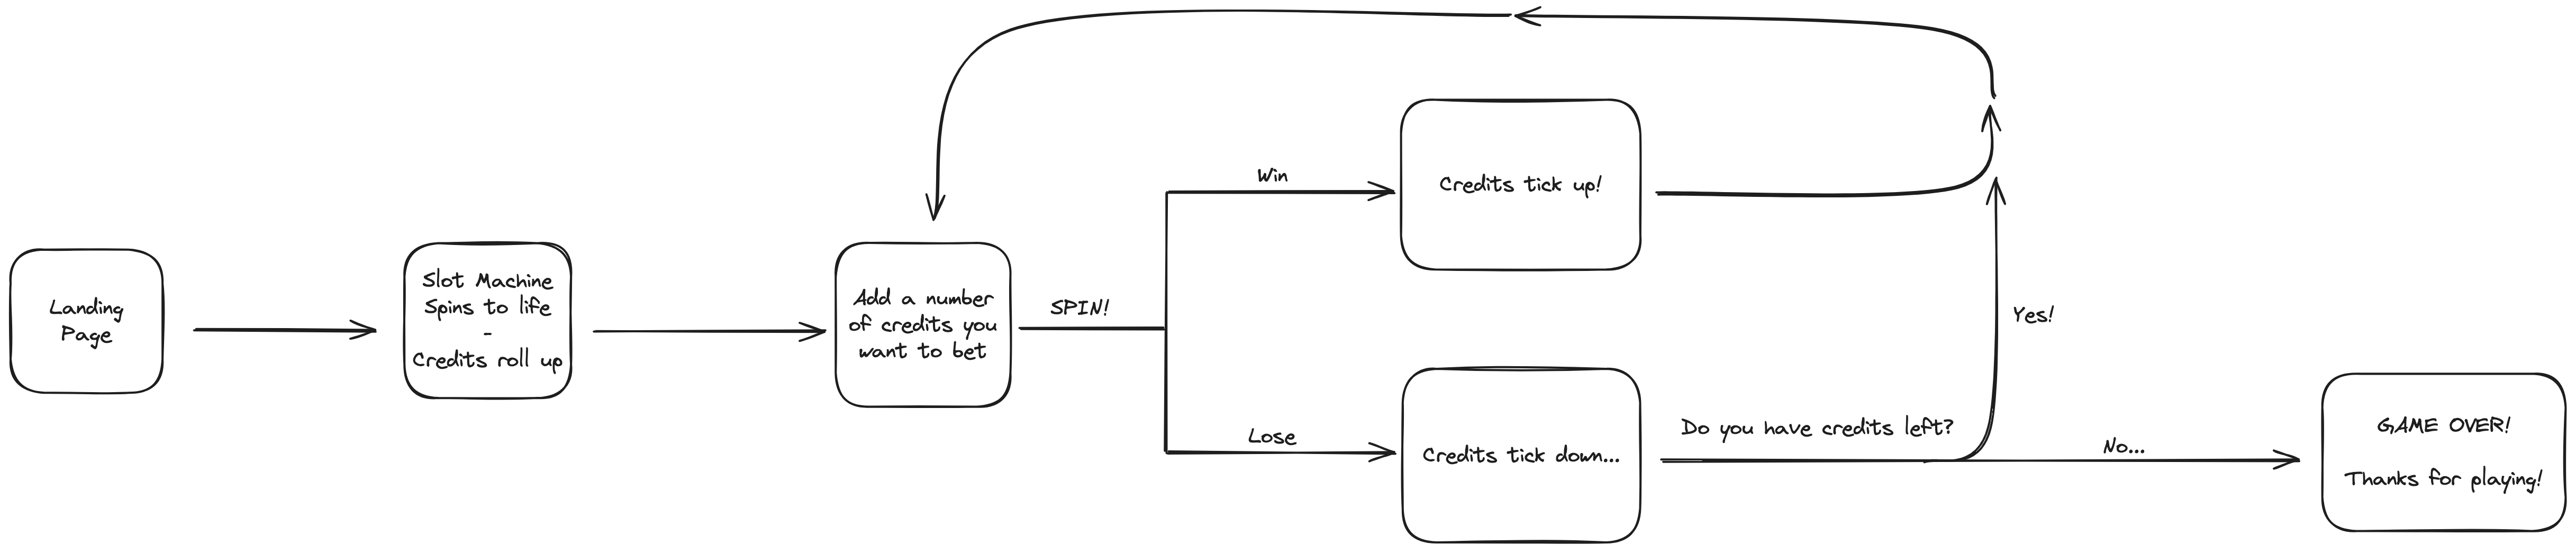 Landing
Page
Slot Machine
Spins to life
-
Credits roll up
Add a number
of credits you
want to bet
SPIN!
Win
Credits tick up!
Lose
Credits tick down...
Do you have credits left?
Yes!
No...
GAME OVER!
Thanks for playing!